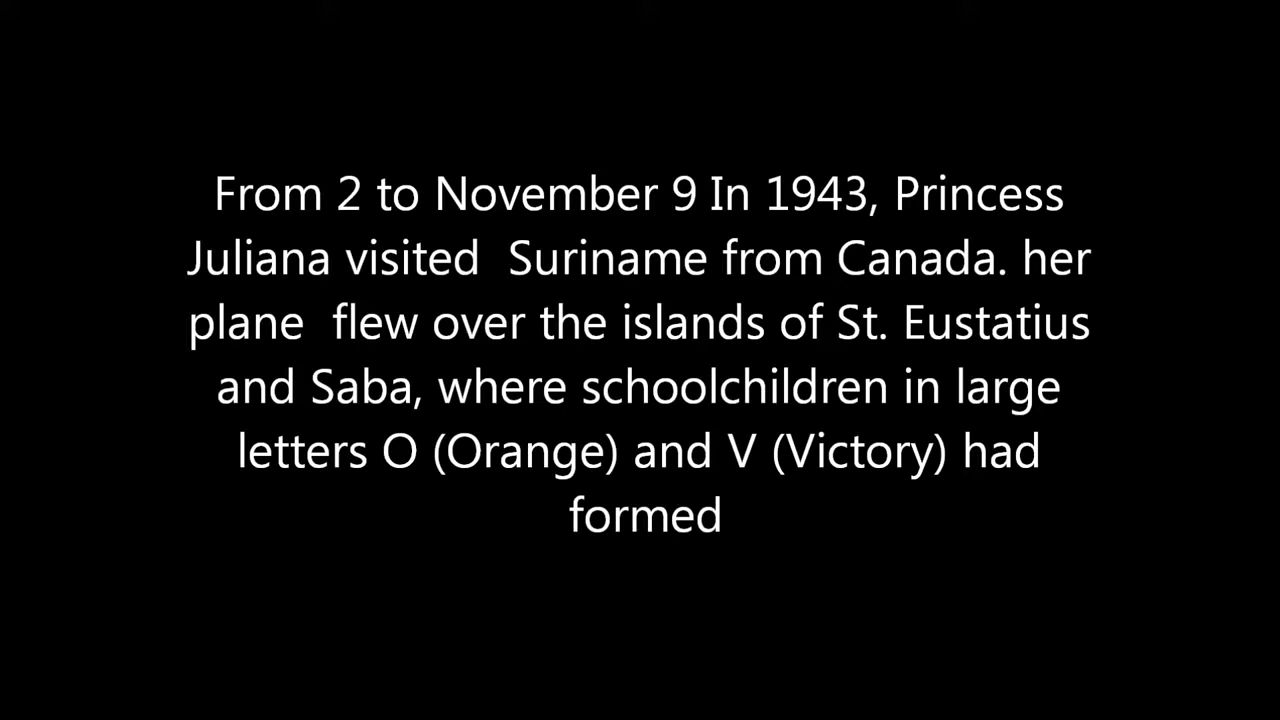 From 2 to November 9 In 1943, Princess
Juliana visited  Suriname from Canada. her
plane  flew over the islands of St. Eustatius
and Saba, where schoolchildren in large
letters O (Orange) and V (Victory) had
formed